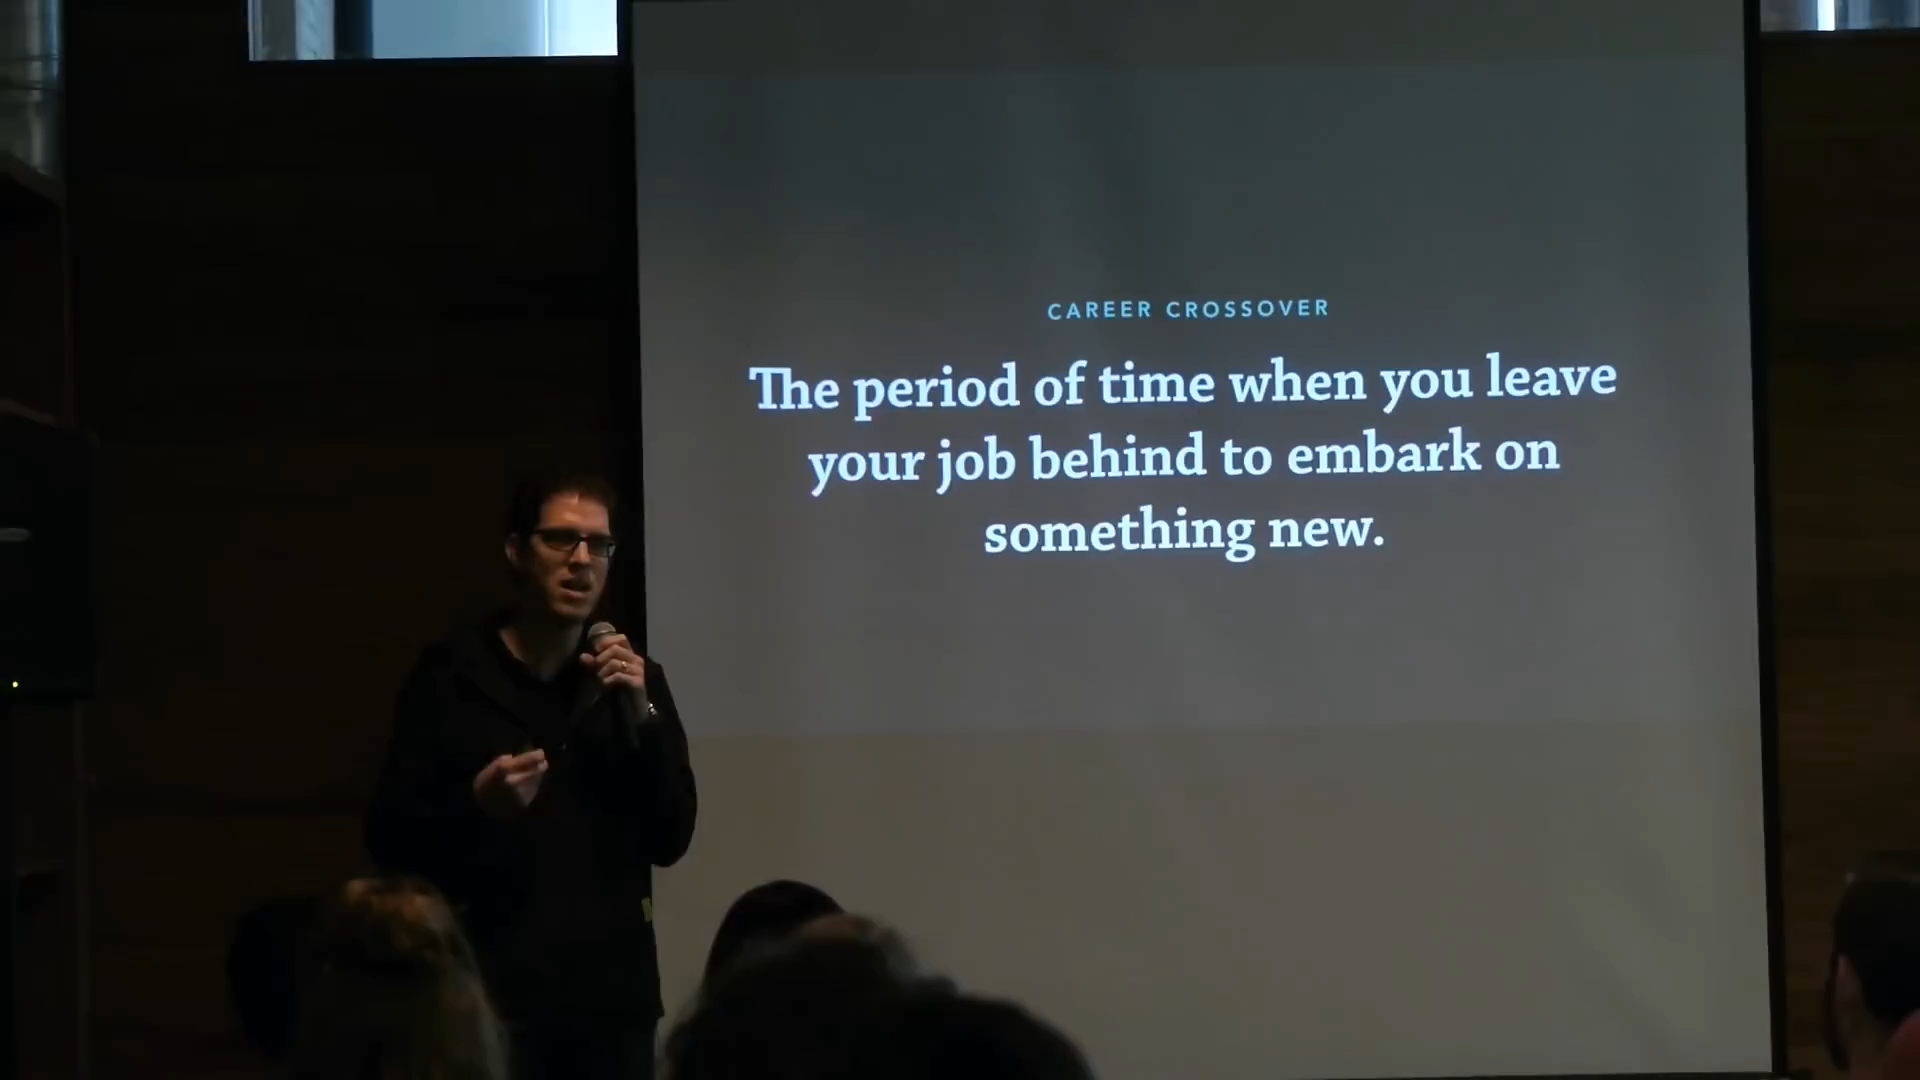 CAREER CROSSOVER
The period of time when you leave
your job behind to embark on
something new.